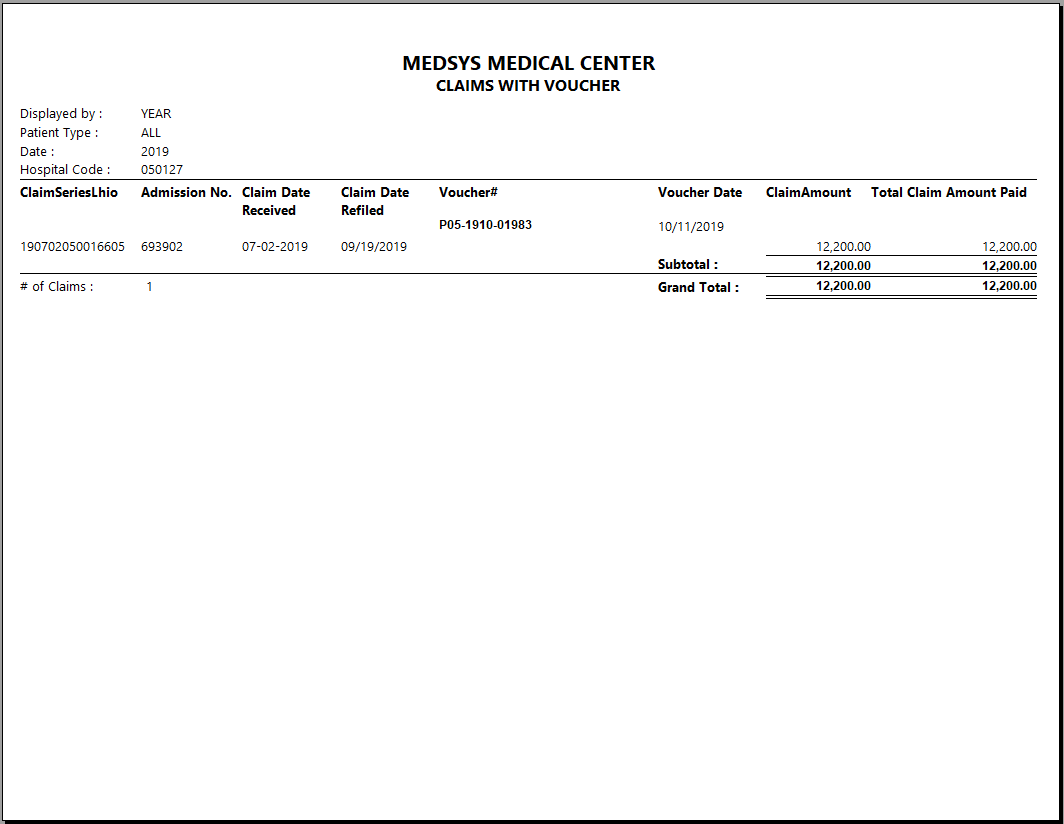 MEDSYS MEDICAL CENTER
CLAIMS WITH VOUCHER
Displayed by : YEAR
Patient Type : ALL
Date : 2019
Hospital Code : 050127
ClaimSeriesLhio Admission No. Claim Date Received Claim Date Refiled Voucher# Voucher Date ClaimAmount Total Claim Amount Paid
P05-1910-01983 10/11/2019
190702050016605 693902 07-02-2019 09/19/2019 12,200.00 12,200.00
Subtotal : 12,200.00 12,200.00
# of Claims : 1 Grand Total : 12,200.00 12,200.00